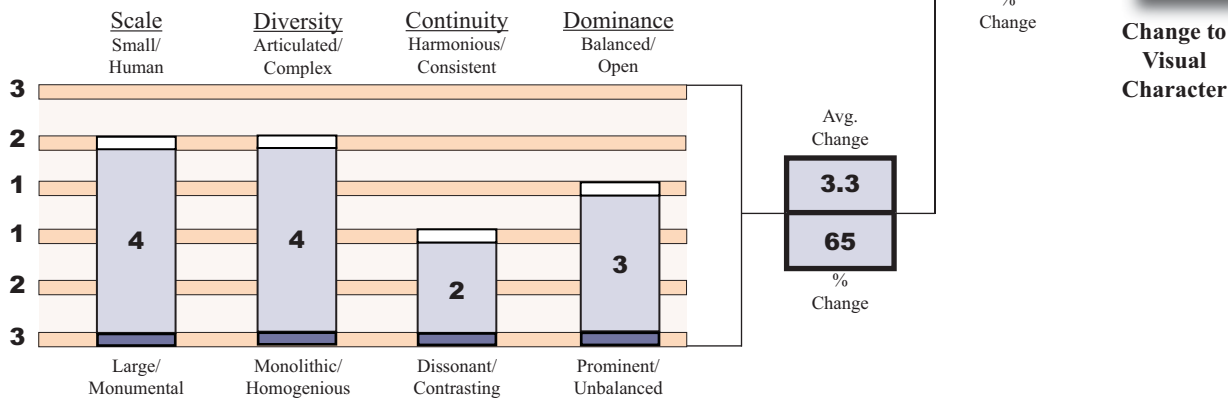 %
Change
Change to
Visual
Character
Scale
Small/
Human
Diversity
Articulated/
Complex
Continuity
Harmonious/
Consistent
Dominance
Balanced/
Open
3
2
1
1
2
3
4
4
2
3
Large/
Monumental
Monolithic/
Homogenious
Dissonant/
Contrasting
Prominent/
Unbalanced
Avg.
Change
3.3
65
%
Change